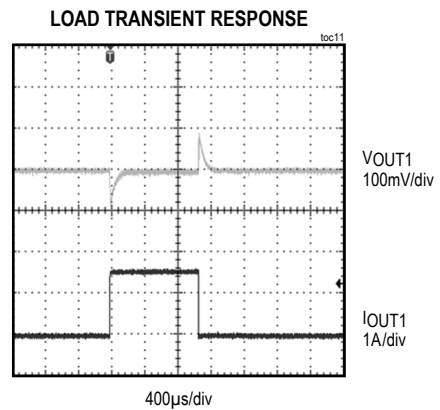 LOAD TRANSIENT RESPONSE
toc11
T
VOUT1
100mV/div
IOUT1
1A/div
400µs/div